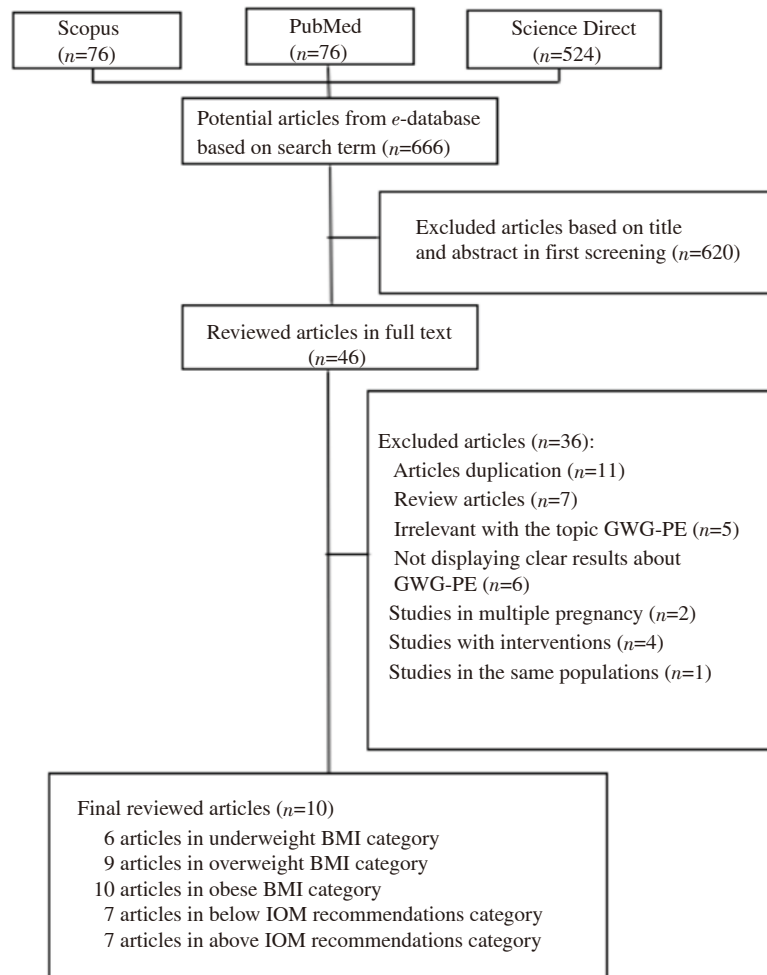 Scopus
(n=76)
PubMed
(n=76)
Science Direct
(n=524)
Potential articles from e-database
based on search term (n=666)
Excluded articles based on title
and abstract in first screening (n=620)
Reviewed articles in full text
(n=46)
Excluded articles (n=36):
Articles duplication (n=11)
Review articles (n=7)
Irrelevant with the topic GWG-PE (n=5)
Not displaying clear results about
GWG-PE (n=6)
Studies in multiple pregnancy (n=2)
Studies with interventions (n=4)
Studies in the same populations (n=1)
Final reviewed articles (n=10)
6 articles in underweight BMI category
9 articles in overweight BMI category
10 articles in obese BMI category
7 articles in below IOM recommendations category
7 articles in above IOM recommendations category